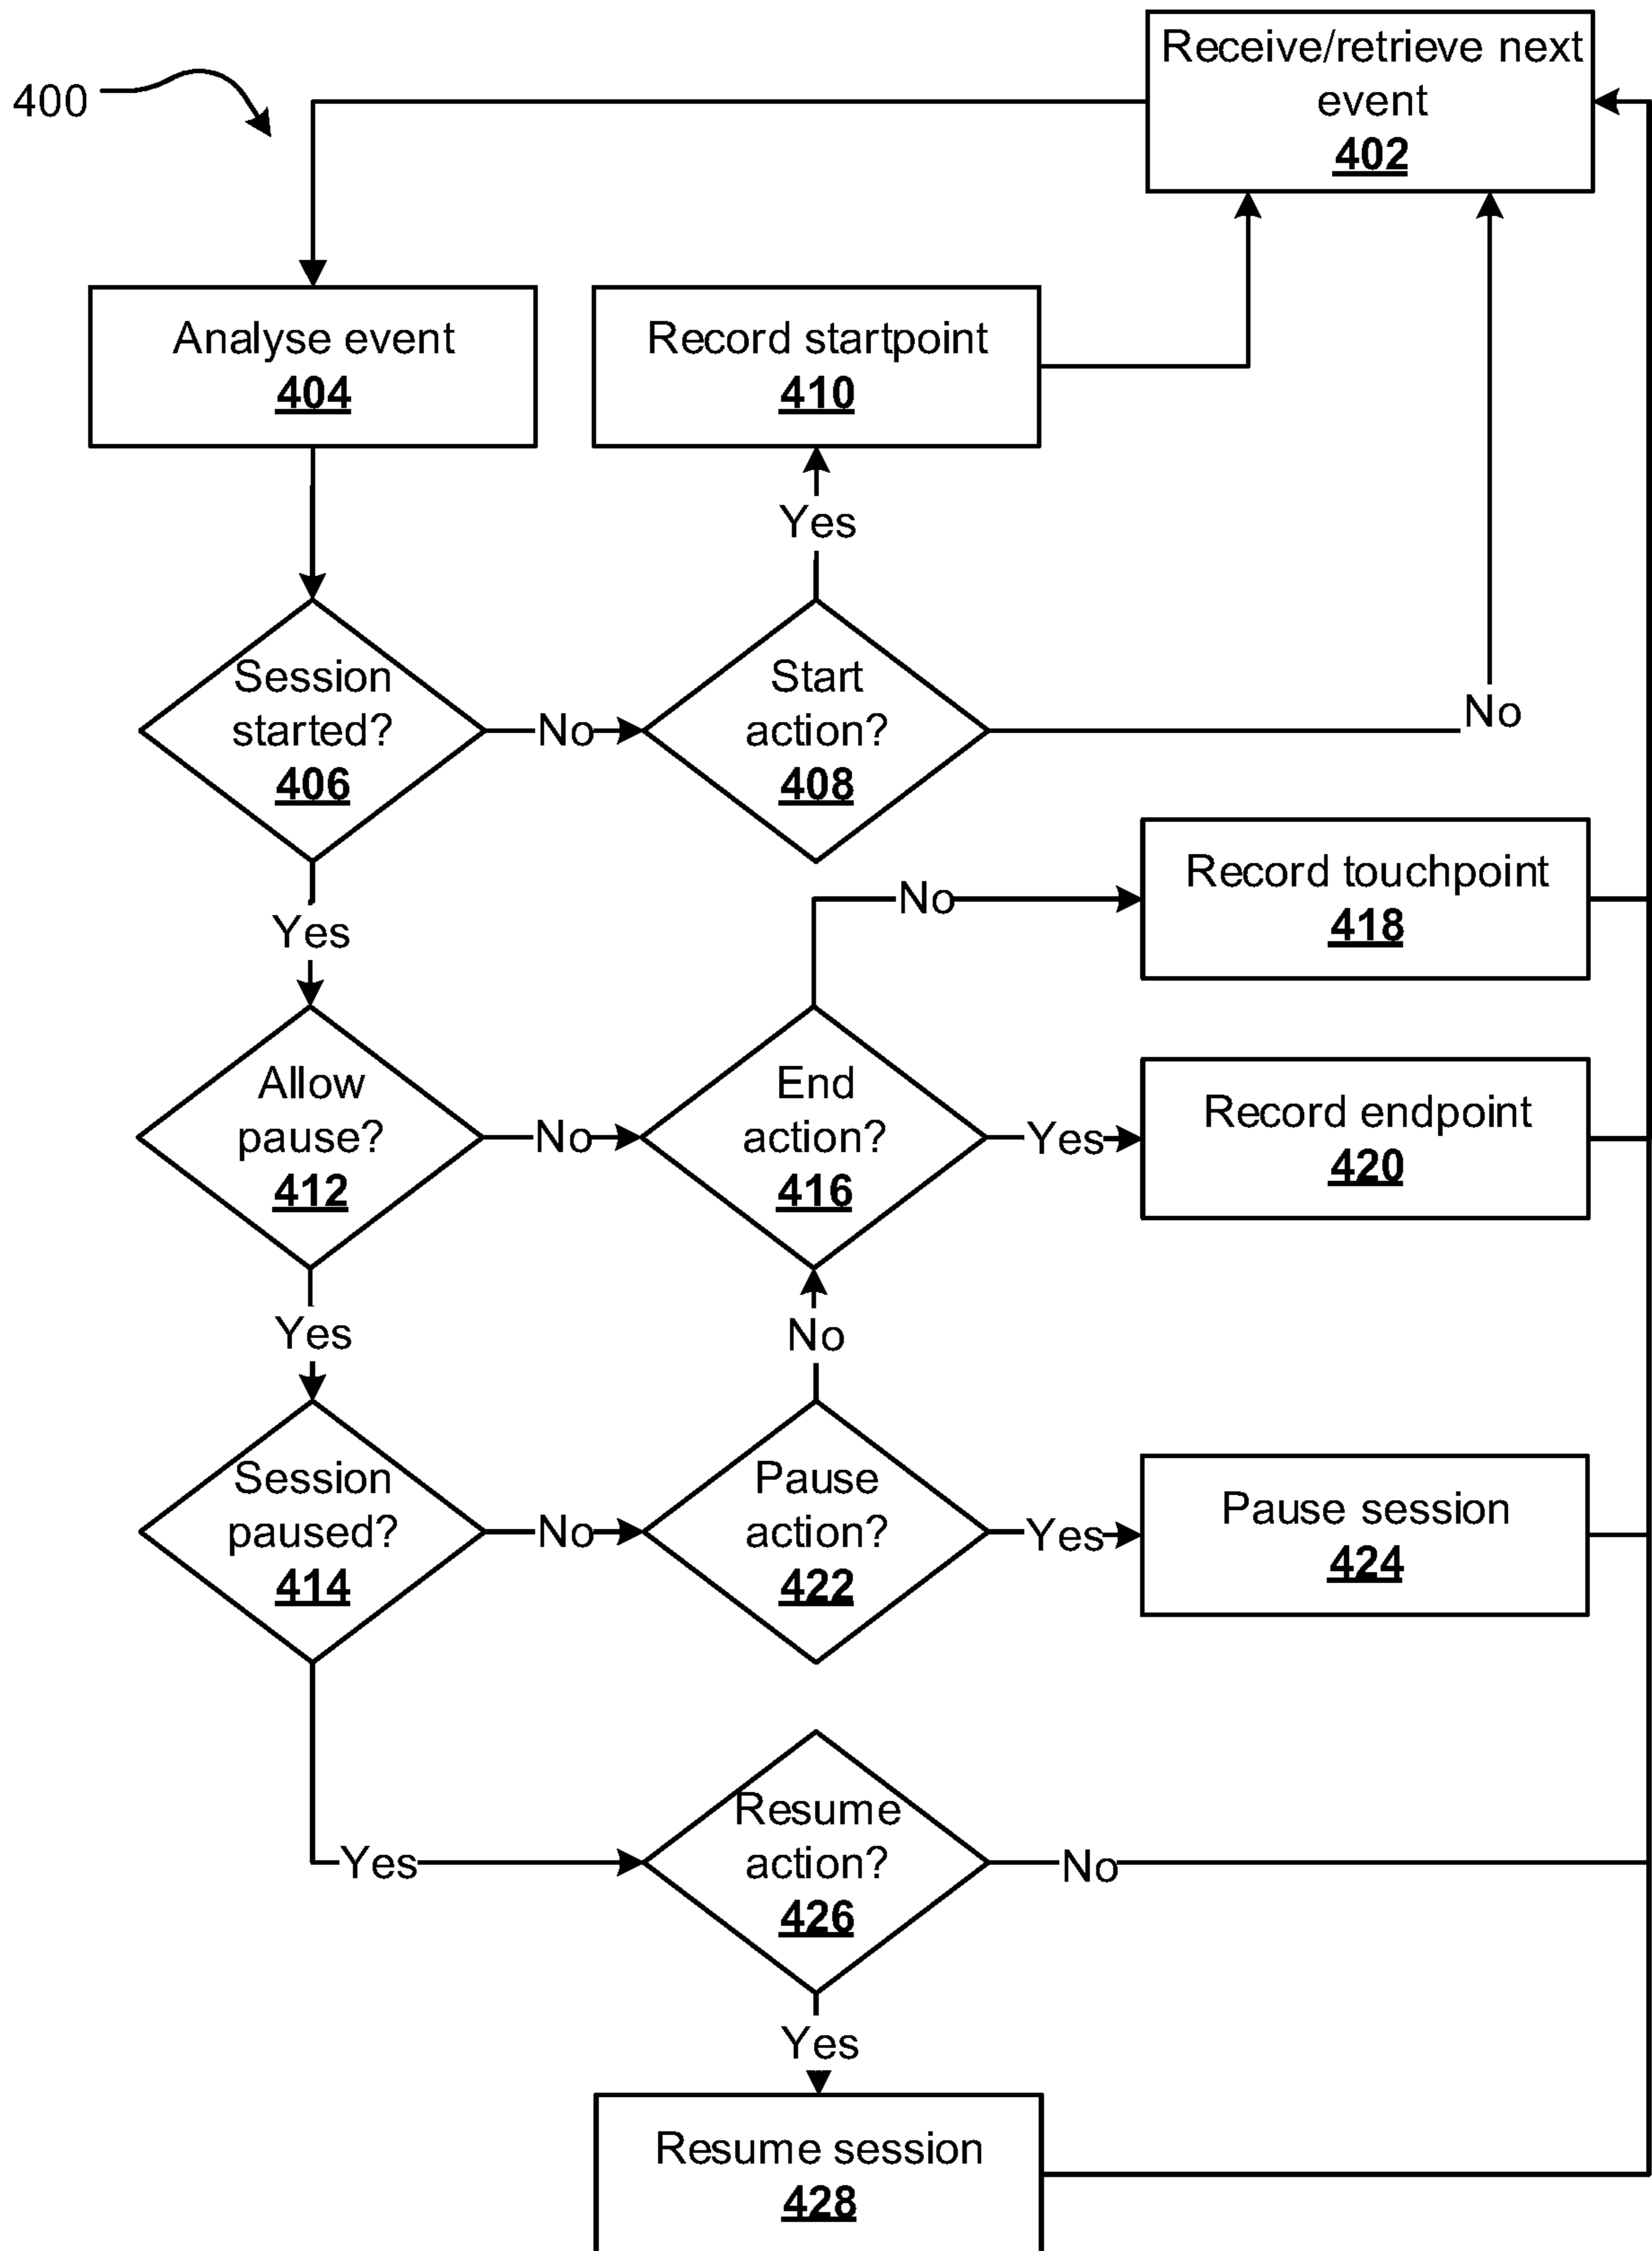 Receive/retrieve next
event
402
400
Analyse event
404
Record startpoint
410
Yes
Session
started?
406
No
Start
action?
408
No
Yes
No
Record touchpoint
418
Allow
pause?
412
No
End
action?
416
Yes
Record endpoint
420
Yes
No
Session
paused?
414
No
Pause
action?
422
Yes
Pause session
424
Yes
Resume
action?
426
No
Yes
Resume session
428